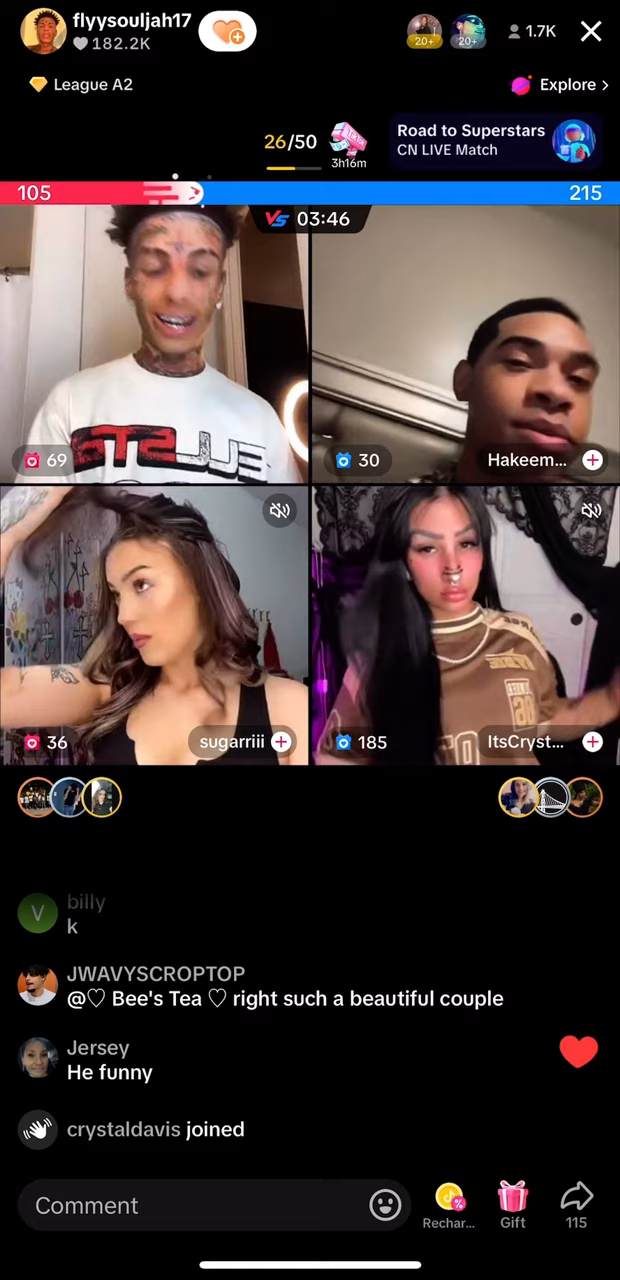 flyysouljah17
182.2K
20+
20+
1.7K
League A2
Explore >
26/50
3h16m
Road to Superstars
CN LIVE Match
105
215
VS 03:46
69
30
Hakeem...
36
sugarriii
185
ItsCryst...
V
billy
k
JWAVYSCROPTOP
@♡ Bee's Tea ♡ right such a beautiful couple
Jersey
He funny
crystaldavis joined
Comment
%
Rechar...
Gift
115